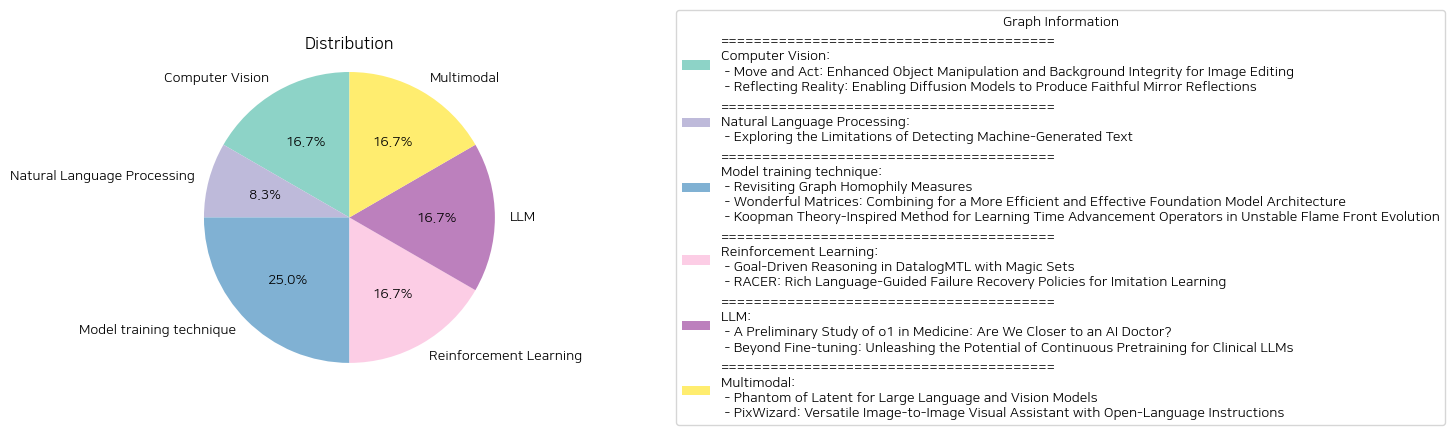 Distribution
Computer Vision
Multimodal
16.7%
16.7%
Natural Language Processing
8.3%
16.7%
LLM
25.0%
16.7%
Model training technique
Reinforcement Learning
Graph Information
========================================
Computer Vision:
- Move and Act: Enhanced Object Manipulation and Background Integrity for Image Editing
- Reflecting Reality: Enabling Diffusion Models to Produce Faithful Mirror Reflections
========================================
Natural Language Processing:
- Exploring the Limitations of Detecting Machine-Generated Text
========================================
Model training technique:
- Revisiting Graph Homophily Measures
- Wonderful Matrices: Combining for a More Efficient and Effective Foundation Model Architecture
- Koopman Theory-Inspired Method for Learning Time Advancement Operators in Unstable Flame Front Evolution
========================================
Reinforcement Learning:
- Goal-Driven Reasoning in DatalogMTL with Magic Sets
- RACER: Rich Language-Guided Failure Recovery Policies for Imitation Learning
========================================
LLM:
- A Preliminary Study of o1 in Medicine: Are We Closer to an AI Doctor?
- Beyond Fine-tuning: Unleashing the Potential of Continuous Pretraining for Clinical LLMs
========================================
Multimodal:
- Phantom of Latent for Large Language and Vision Models
- PixWizard: Versatile Image-to-Image Visual Assistant with Open-Language Instructions